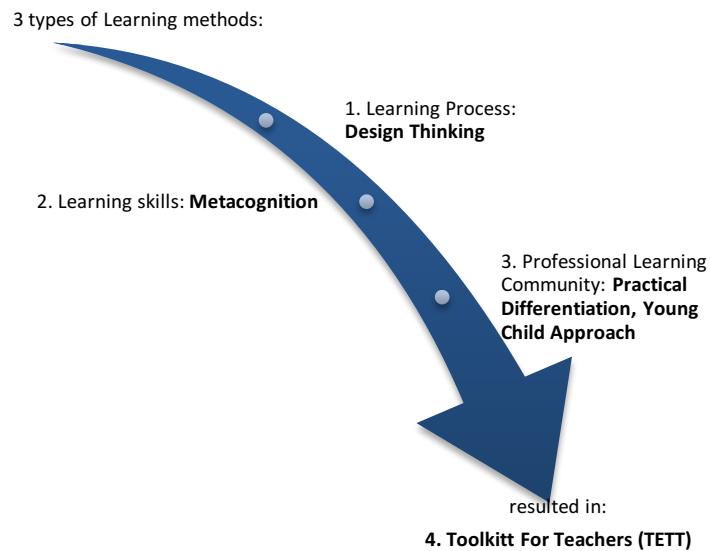 3 types of Learning methods:
1. Learning Process:
Design Thinking
2. Learning skills: Metacognition
3. Professional Learning
Community: Practical
Differentiation, Young
Child Approach
resulted in:
4. Toolkitt For Teachers (TETT)